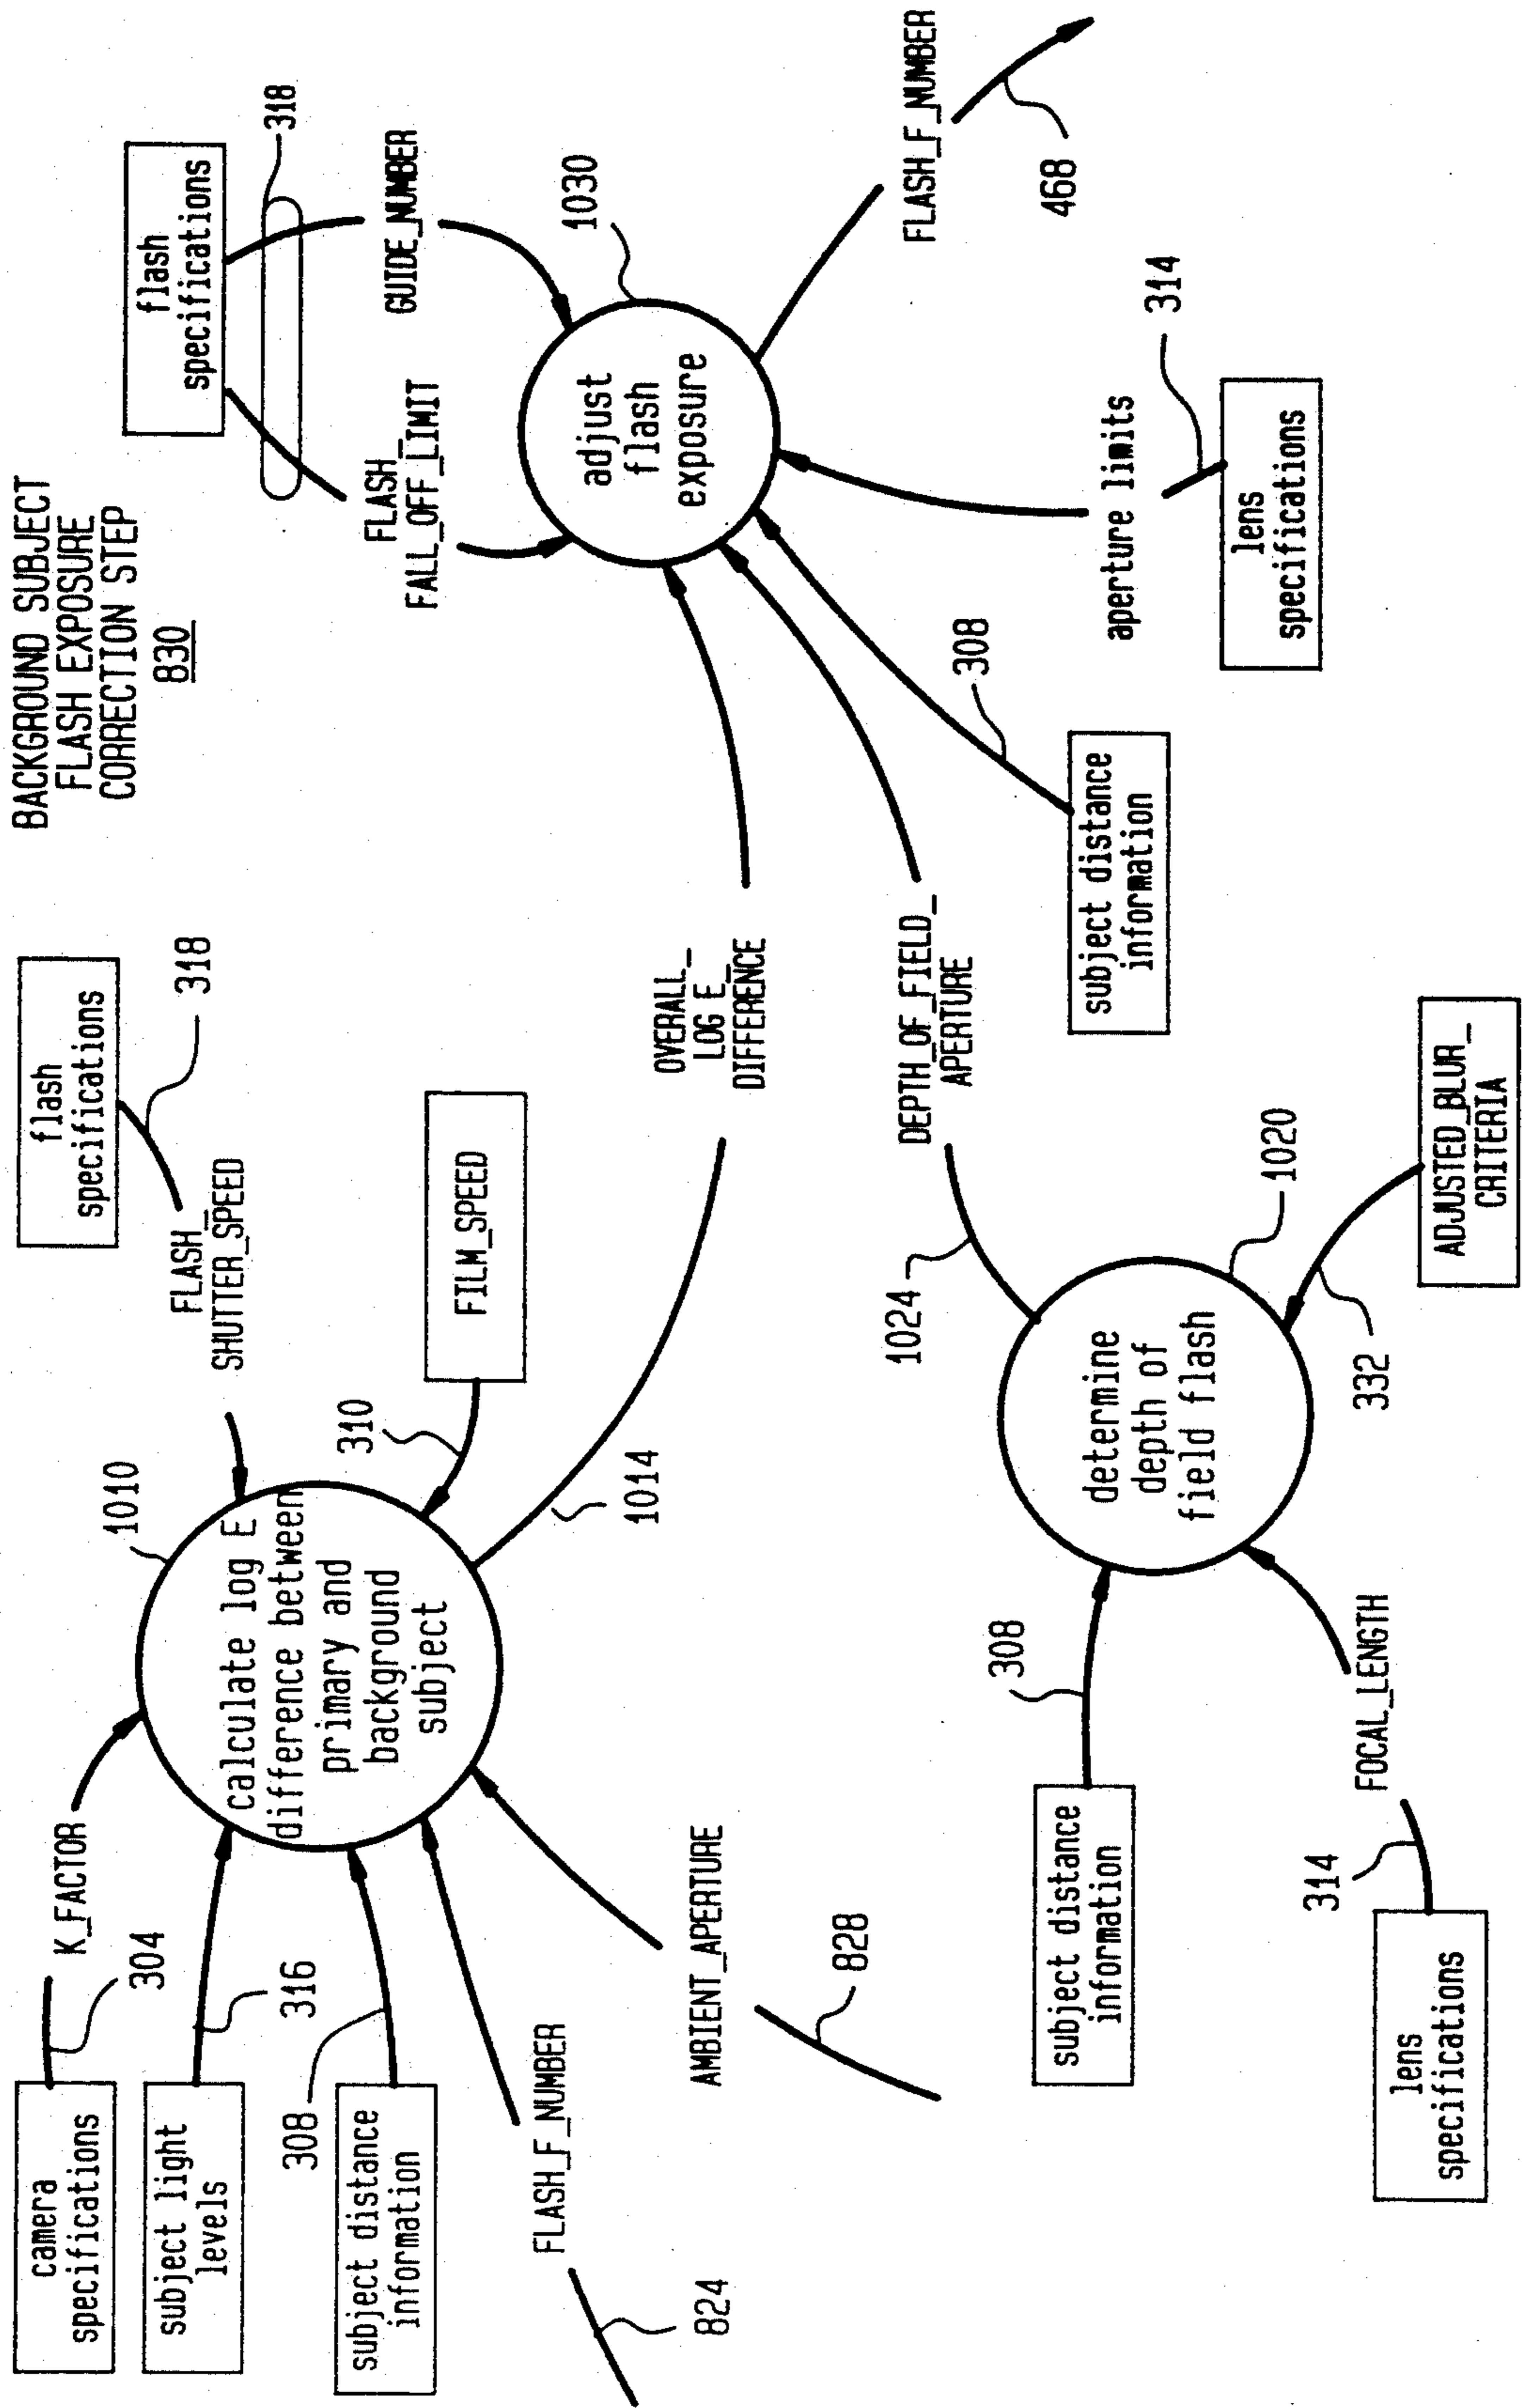 BACKGROUND SUBJECT
FLASH EXPOSURE
CORRECTION STEP
830
camera
specifications
304
K_FACTOR
subject light
levels
316
subject distance
information
308
FLASH_F_NUMBER
824
AMBIENT_APERTURE
828
1010
calculate log E
difference between
primary and
background
subject
flash
specifications
318
FLASH_
SHUTTER_SPEED
FILM_SPEED
310
1014
OVERALL_
LOG E_
DIFFERENCE
flash
specifications
318
FLASH_
FALL_OFF_LIMIT
GUIDE_NUMBER
1030
adjust
flash
exposure
FLASH_F_NUMBER
468
aperture limits
314
lens
specifications
308
subject distance
information
DEPTH_OF_FIELD_
APERTURE
1024
determine
depth of
field flash
1020
332
ADJUSTED_BLUR_
CRITERIA
308
subject distance
information
FOCAL_LENGTH
314
lens
specifications